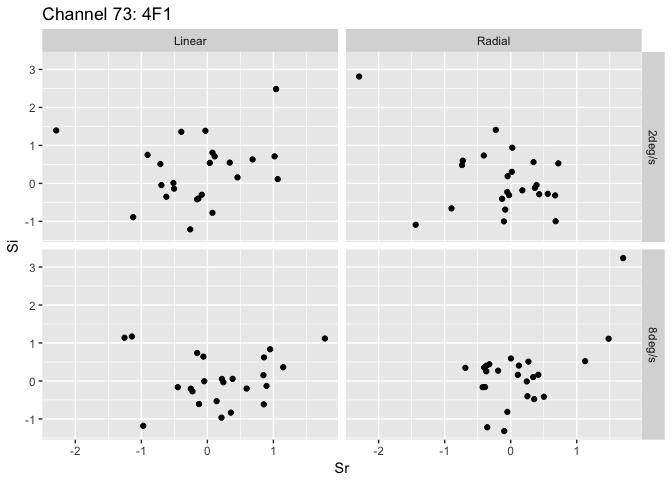 Channel 73: 4F1
Linear Radial
3
2
1
0
-1
2deg/s
3
2
1
0
-1
8deg/s
Si
-2 -1 0 1 -2 -1 0 1
Sr